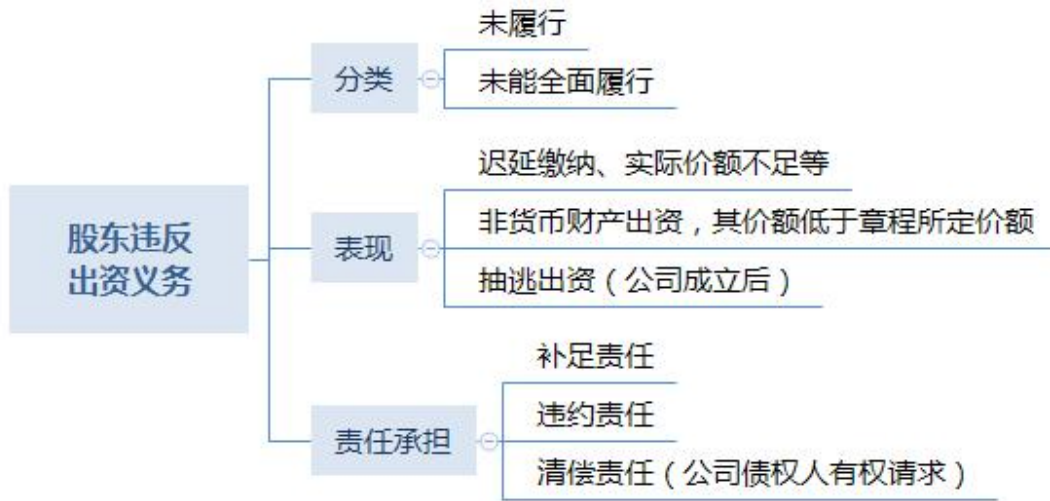 股东违反
出资义务
分类
未履行
未能全面履行
表现
迟延缴纳、实际价额不足等
非货币财产出资，其价额低于章程所定价额
抽逃出资（公司成立后）
责任承担
补足责任
违约责任
清偿责任（公司债权人有权请求）